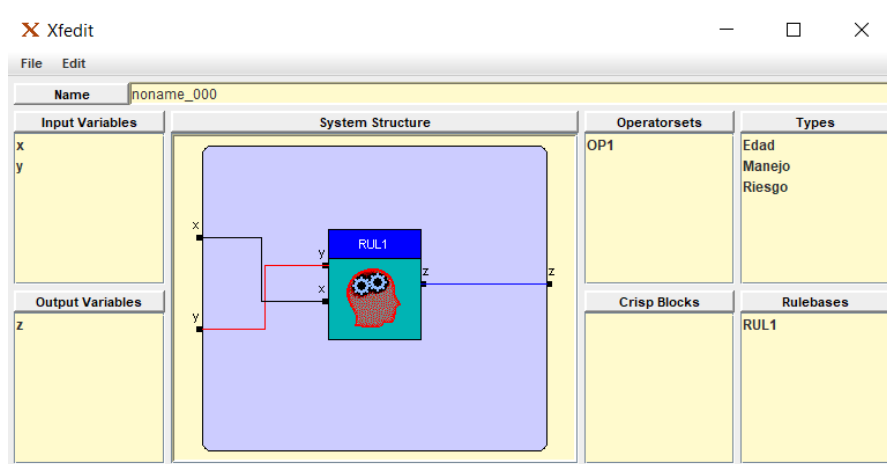 Xfedit
File Edit
Name noname_000
Input Variables System Structure Operatorsets Types
x
y
OP1
Edad
Manejo
Riesgo
x
y
RUL1
y
x
z
z
Output Variables
z
Crisp Blocks Rulebases
RUL1